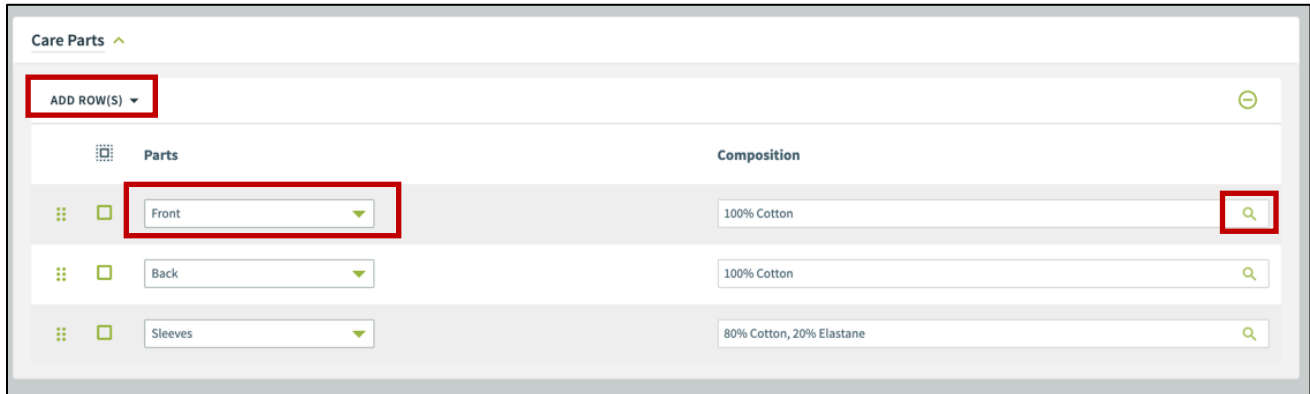 Care Parts
ADD ROW(S)
Parts Composition
Front 100% Cotton
Back 100% Cotton
Sleeves 80% Cotton, 20% Elastane